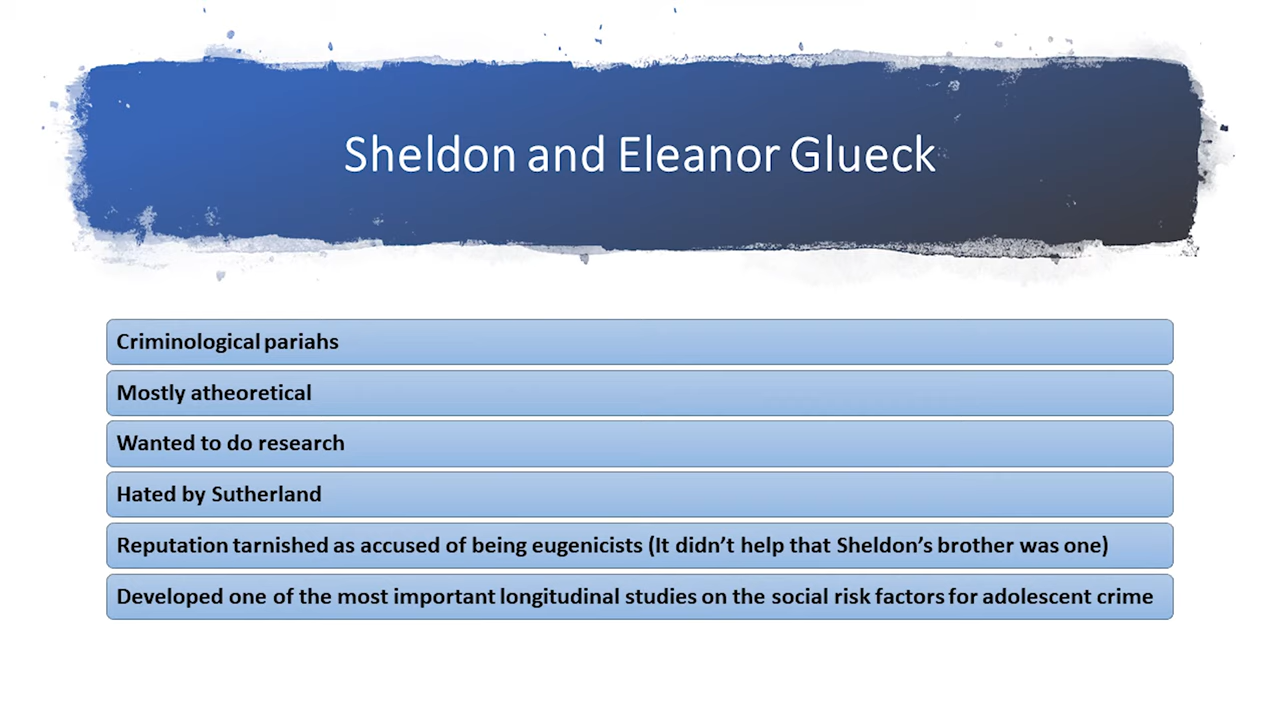 Sheldon and Eleanor Glueck
Criminological pariahs
Mostly atheoretical
Wanted to do research
Hated by Sutherland
Reputation tarnished as accused of being eugenicists (It didn’t help that Sheldon’s brother was one)
Developed one of the most important longitudinal studies on the social risk factors for adolescent crime